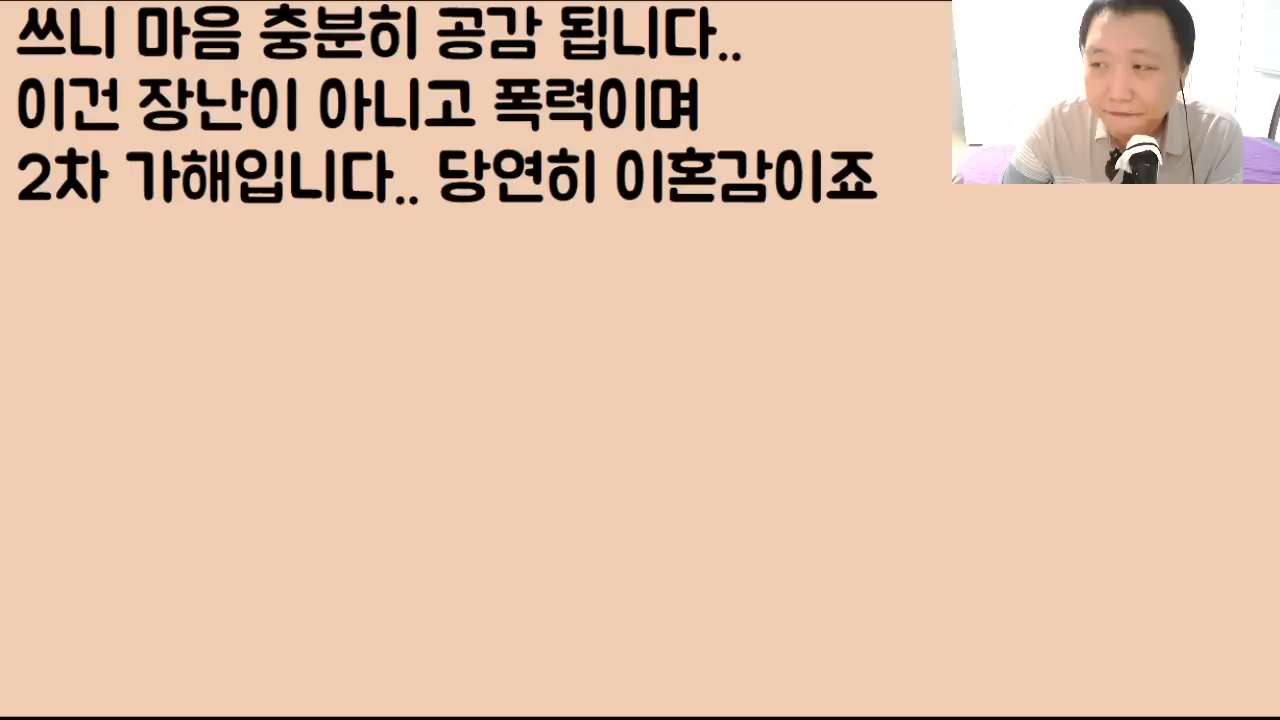 쓰니 마음 충분히 공감 됩니다..
이건 장난이 아니고 폭력이며
2차 가해입니다.. 당연히 이혼감이죠